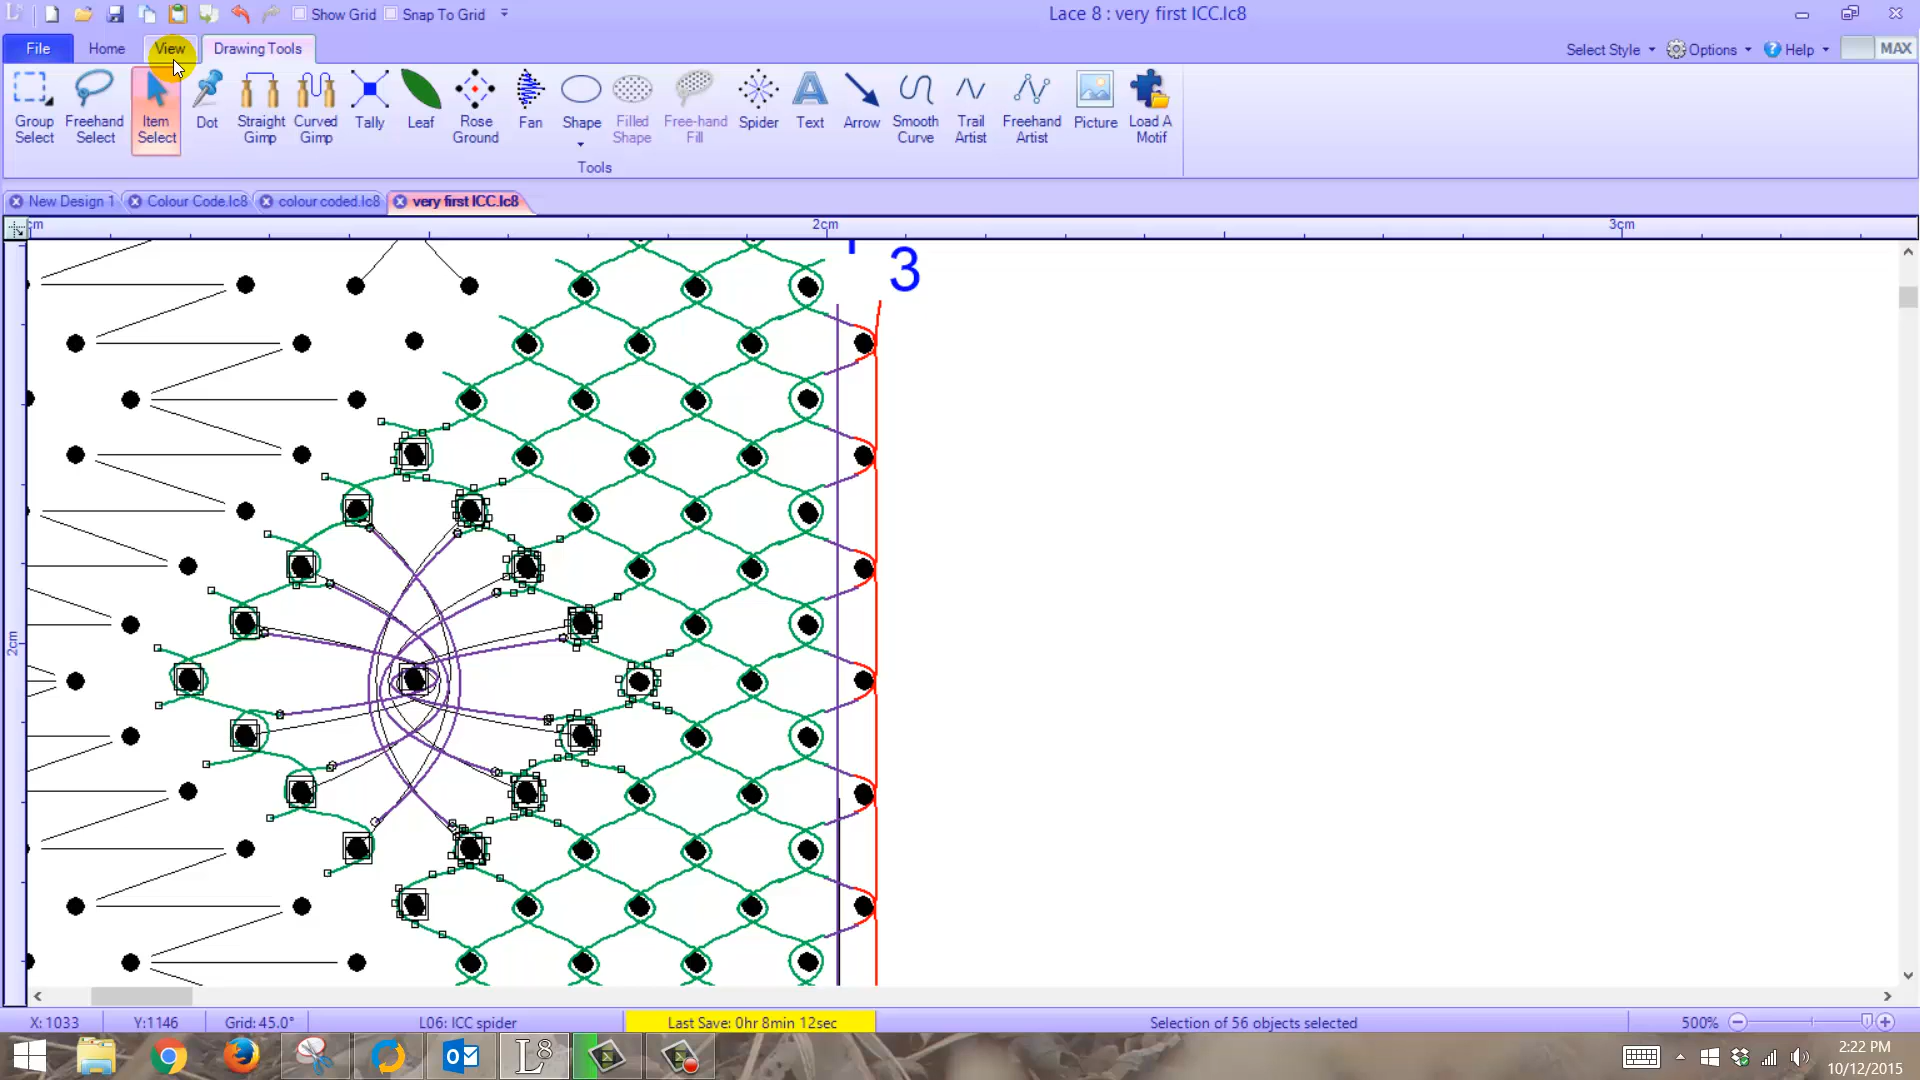 Show Grid Snap To Grid
Lace 8 : very first ICC.lc8
File Home View Drawing Tools
Select Style Options Help MAX
Group Select
Freehand Select
Item Select
Dot
Straight Gimp
Curved Gimp
Tally
Leaf
Rose Ground
Fan
Shape
Filled Shape
Free-hand Fill
Spider
Text
Arrow
Smooth Curve
Trail Artist
Freehand Artist
Picture
Load A Motif
Tools
New Design 1 Colour Code.lc8 colour coded.lc8 very first ICC.lc8
cm 2cm 3cm
3
2cm
X: 1033 Y:1146 Grid: 45.0° L06: ICC spider Last Save: 0hr 8min 12sec Selection of 56 objects selected 500%
2:22 PM
10/12/2015